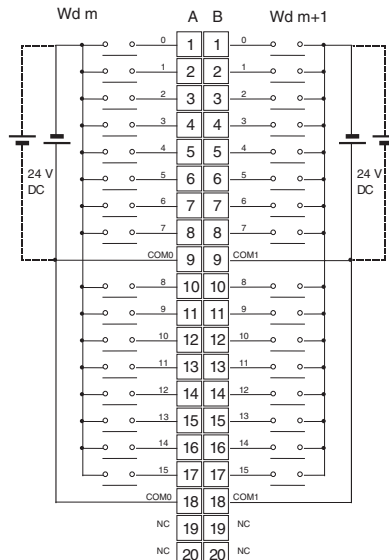 Wd m A B Wd m+1
0 1 1 0
1 2 2 1
2 3 3 2
3 4 4 3
4 5 5 4
24 V 24 V
DC DC
5 6 6 5
6 7 7 6
7 8 8 7
COM0 9 9 COM1
8 10 10 8
9 11 11 9
10 12 12 10
11 13 13 11
12 14 14 12
13 15 15 13
14 16 16 14
15 17 17 15
COM0 18 18 COM1
NC 19 19 NC
NC 20 20 NC